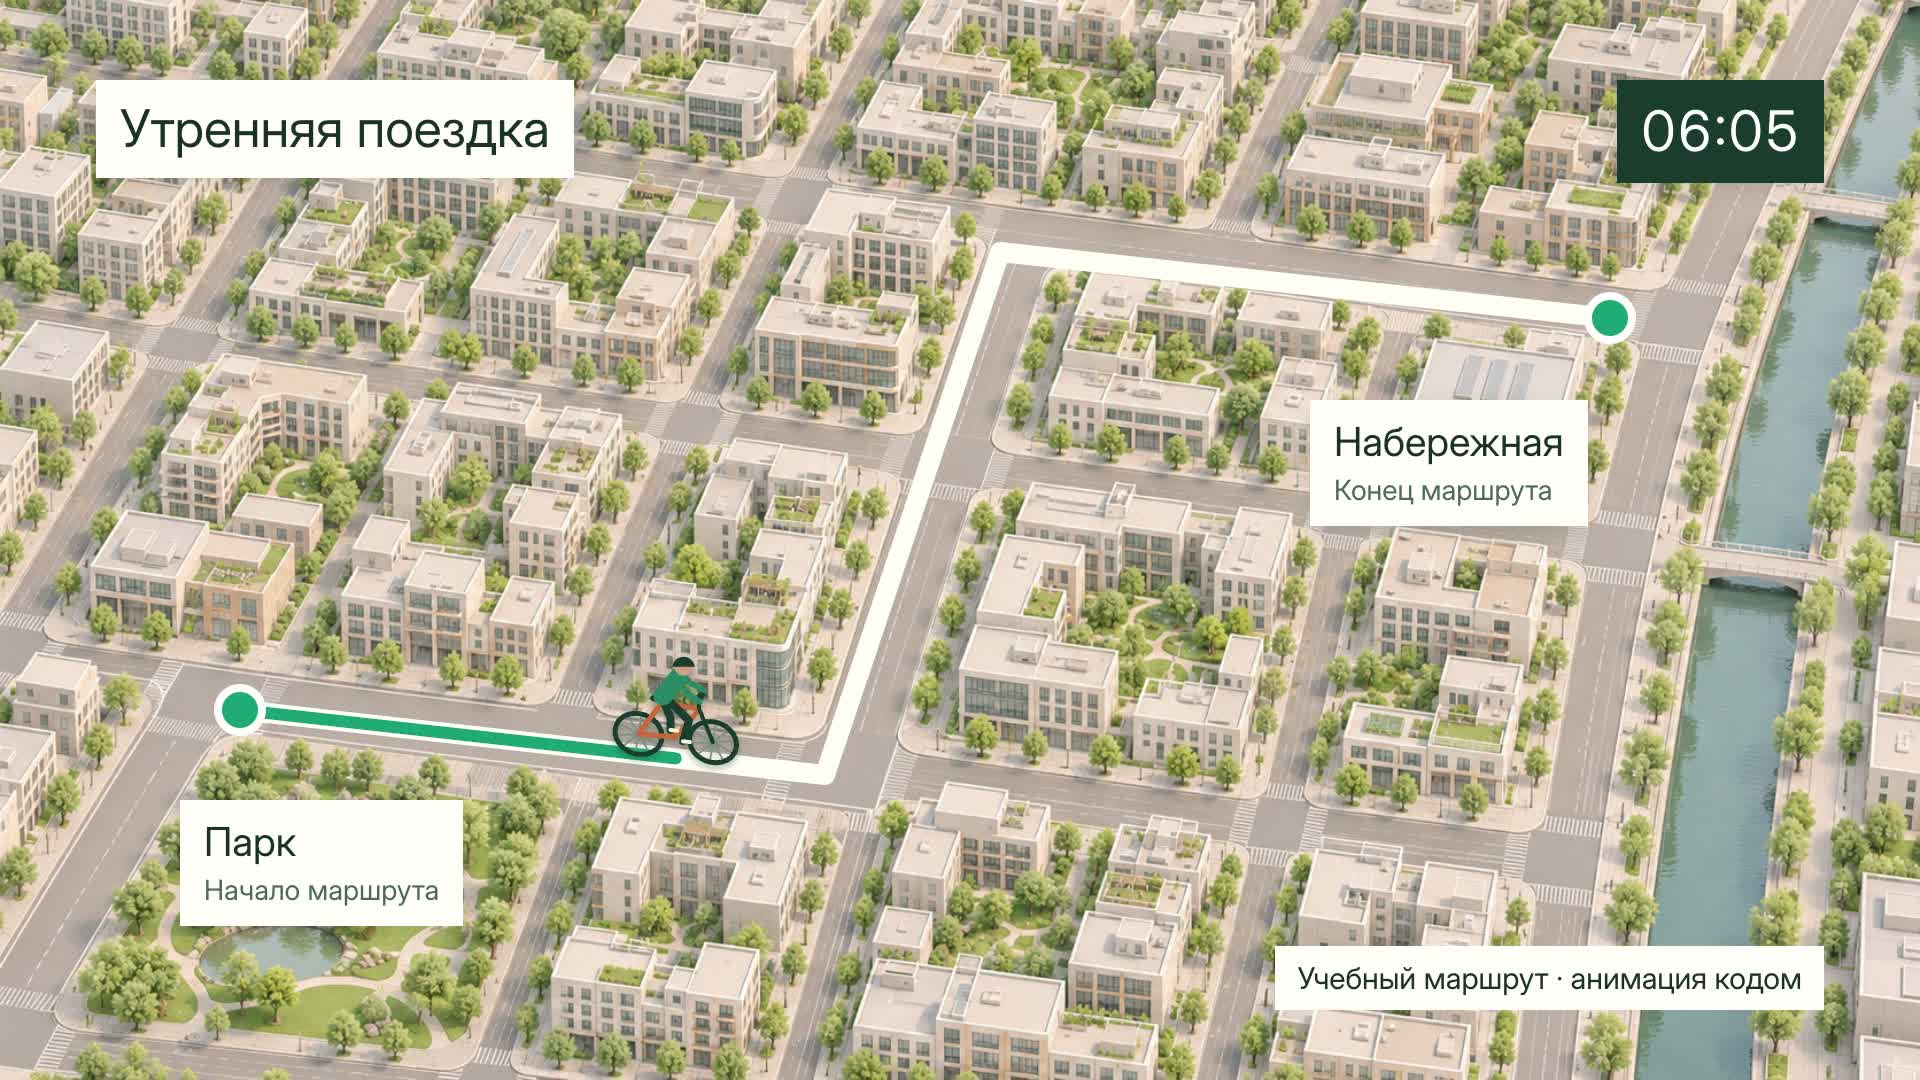 Утренняя поездка
06:05
Набережная
Конец маршрута
Парк
Начало маршрута
Учебный маршрут · анимация кодом